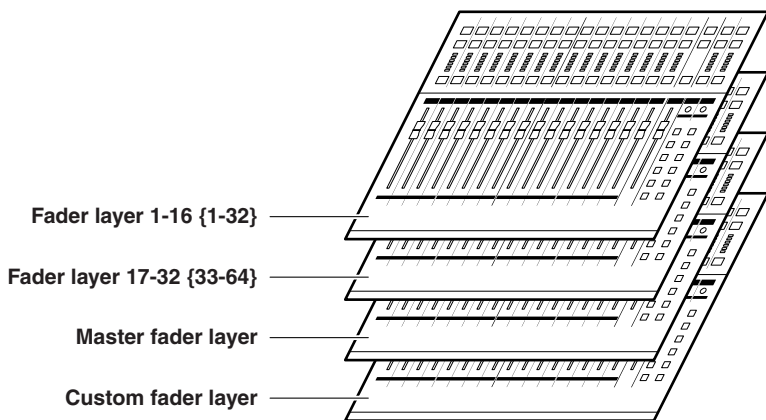 Fader layer 1-16 {1-32}
Fader layer 17-32 {33-64}
Master fader layer
Custom fader layer